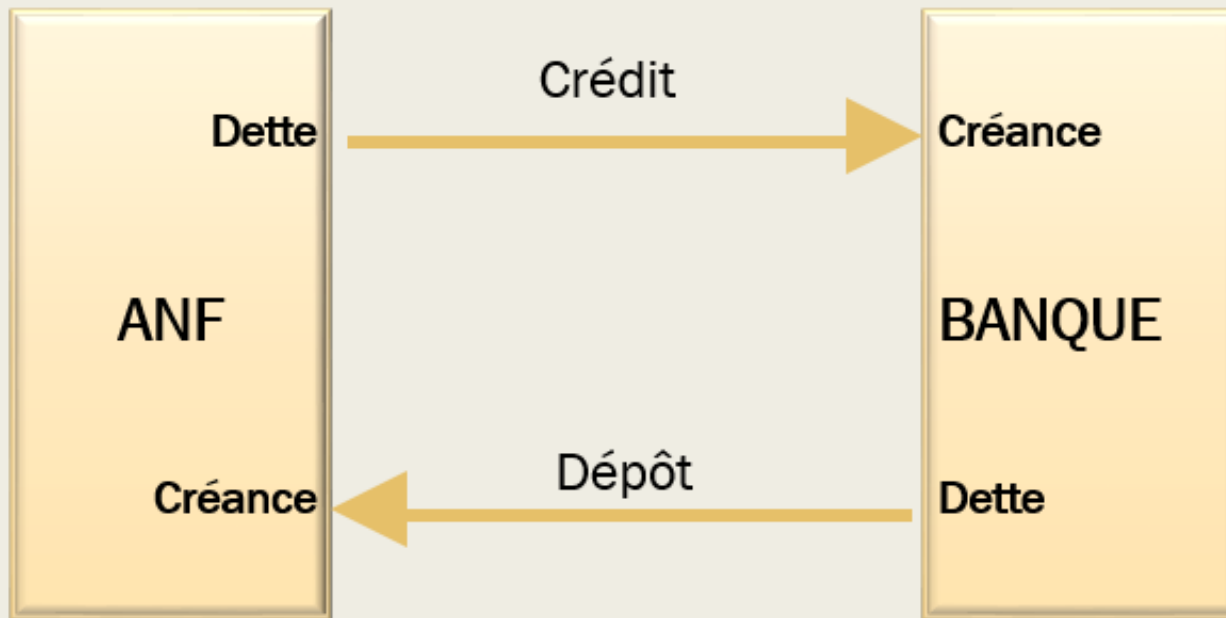 Crédit
Dette
Créance
ANF
BANQUE
Dépôt
Créance
Dette